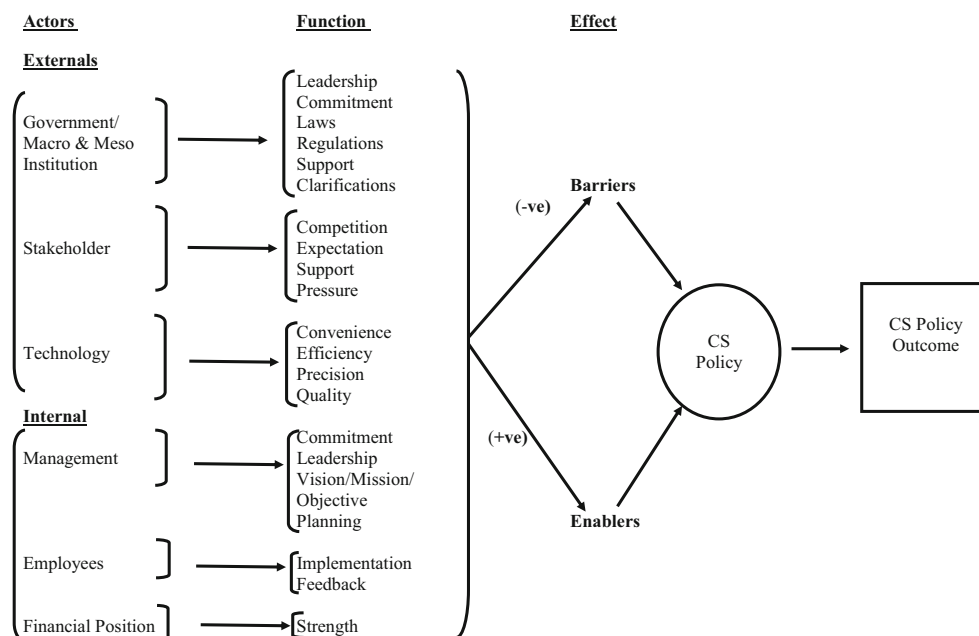 Actors
Function
Effect
Externals
Government/
Macro & Meso
Institution
Leadership
Commitment
Laws
Regulations
Support
Clarifications
Stakeholder
Competition
Expectation
Support
Pressure
Technology
Convenience
Efficiency
Precision
Quality
Internal
Management
Commitment
Leadership
Vision/Mission/
Objective
Planning
Employees
Implementation
Feedback
Financial Position
Strength
(-ve)
Barriers
(+ve)
Enablers
CS
Policy
CS Policy
Outcome